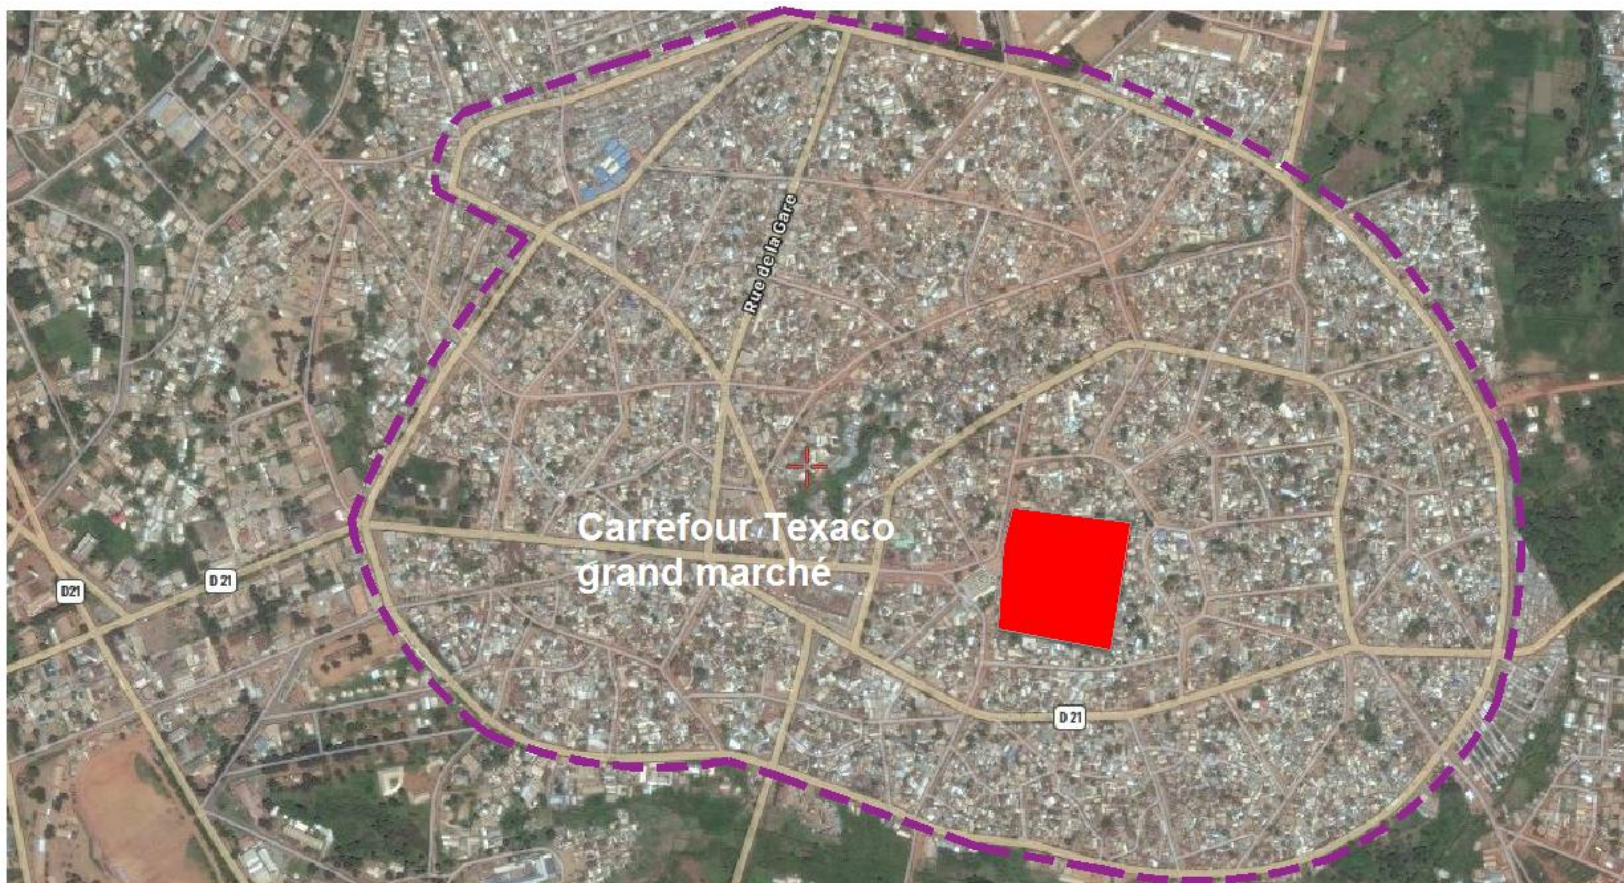 Rue de la Gare
Carrefour Texaco
grand marché
D21
D 21
D 21